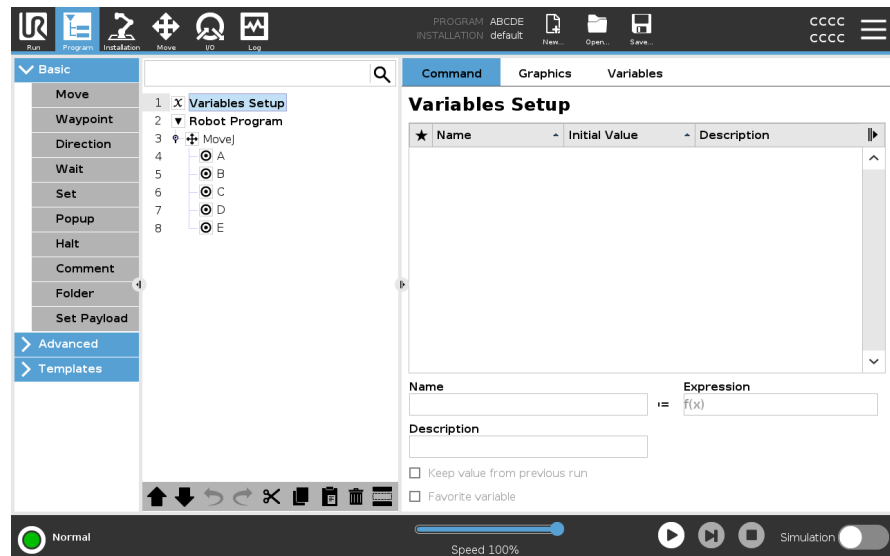 PROGRAM ABCDE
INSTALLATION default
CCCC
CCCC
Run
Program
Installation
Move
I/O
Log
New...
Open...
Save...
Basic
Move
Waypoint
Direction
Wait
Set
Popup
Halt
Comment
Folder
Set Payload
Advanced
Templates
1 x Variables Setup
2 Robot Program
3 MoveJ
4 A
5 B
6 C
7 D
8 E
Command Graphics Variables
Variables Setup
Name Initial Value Description
Name
Expression
:=
f(x)
Description
Keep value from previous run
Favorite variable
Normal
Speed 100%
Simulation